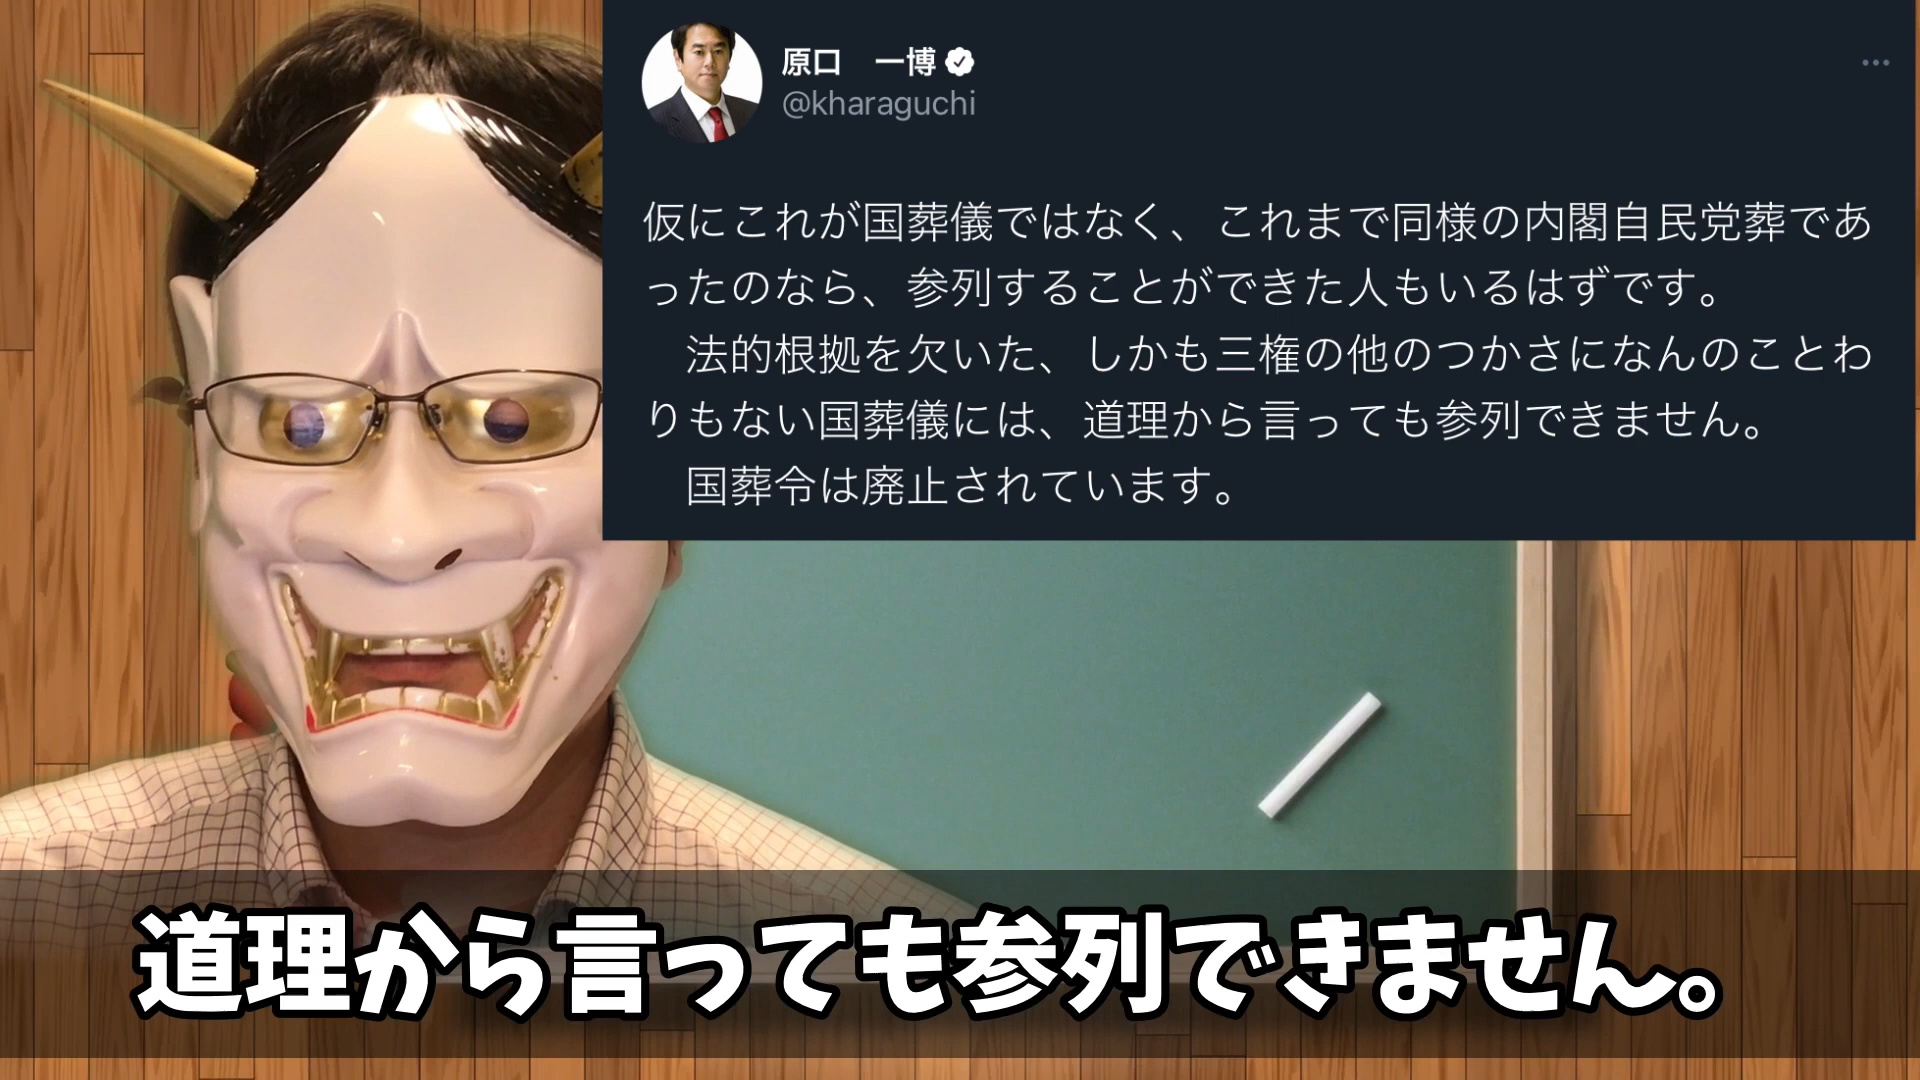 原口　一博
@kharaguchi
仮にこれが国葬儀ではなく、これまで同様の内閣自民党葬であ
ったのなら、参列することができた人もいるはずです。
　法的根拠を欠いた、しかも三権の他のつかさになんのことわ
りもない国葬儀には、道理から言っても参列できません。
　国葬令は廃止されています。
道理から言っても参列できません。